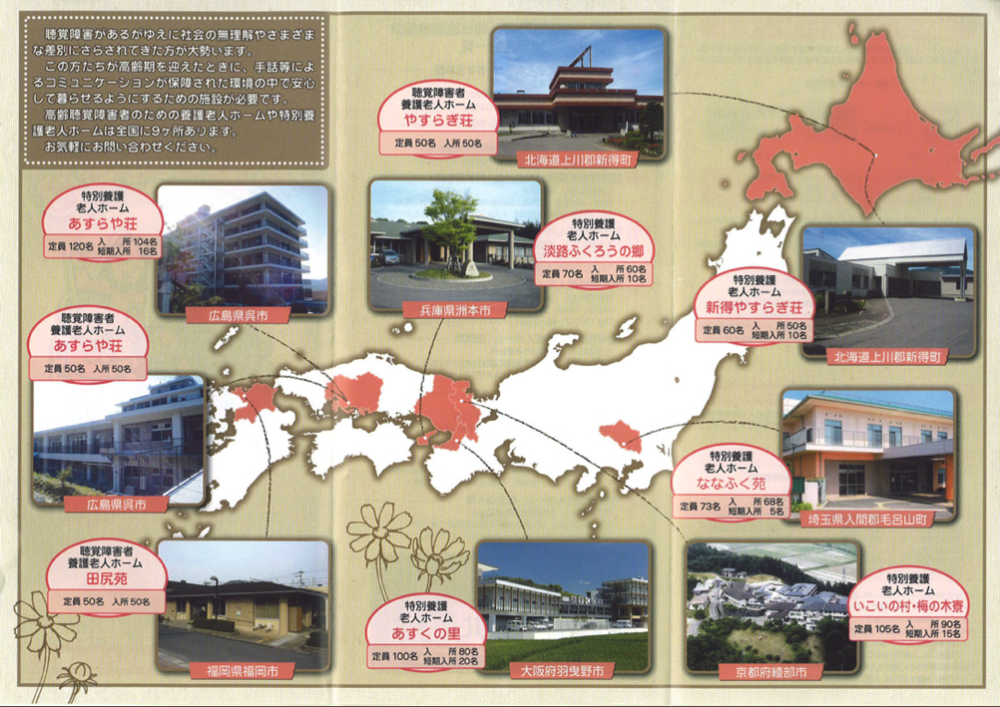 聴覚障害があるがゆえに社会の無理解やさまざま
な差別にさらされてきた方が大勢います。
この方たちが高齢期を迎えたときに、手話等によ
るコミュニケーションが保障された環境の中で安心
して暮らせるようにするための施設が必要です。
高齢聴覚障害者のための養護老人ホームや特別養
護老人ホームは全国に9ヶ所あります。
お気軽にお問い合わせください。
聴覚障害者
養護老人ホーム
やすらぎ荘
定員50名 入所50名
北海道上川郡新得町
特別養護
老人ホーム
あすらや荘
定員120名 入 所104名
短期入所 16名
広島県呉市
特別養護
老人ホーム
淡路ふくろうの郷
定員70名 入 所60名
短期入所10名
兵庫県洲本市
特別養護
老人ホーム
新得やすらぎ荘
定員60名 入 所50名
短期入所10名
北海道上川郡新得町
聴覚障害者
養護老人ホーム
あすらや荘
定員50名 入所50名
広島県呉市
特別養護
老人ホーム
ななふく苑
定員73名 入 所68名
短期入所 5名
埼玉県入間郡毛呂山町
聴覚障害者
養護老人ホーム
田尻苑
定員50名 入所50名
福岡県福岡市
特別養護
老人ホーム
あすくの里
定員100名 入 所80名
短期入所20名
大阪府羽曳野市
特別養護
老人ホーム
いこいの村・梅の木寮
定員105名 入 所90名
短期入所15名
京都府綾部市